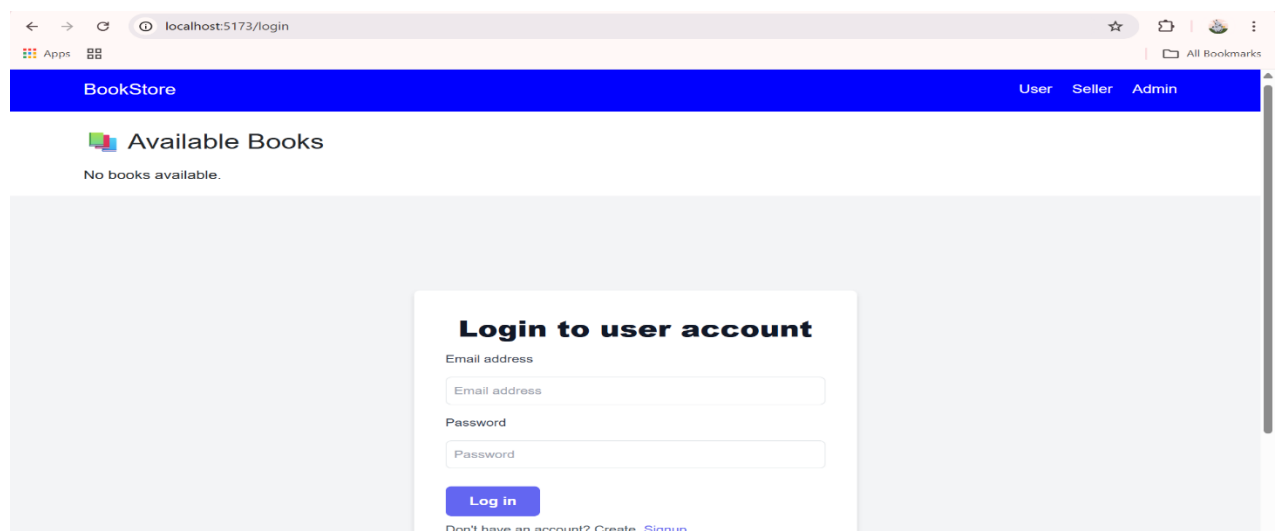 localhost:5173/login
Apps
All Bookmarks
BookStore User Seller Admin
Available Books
No books available.
Login to user account
Email address
Email address
Password
Password
Log in
Don't have an account? Create Signup